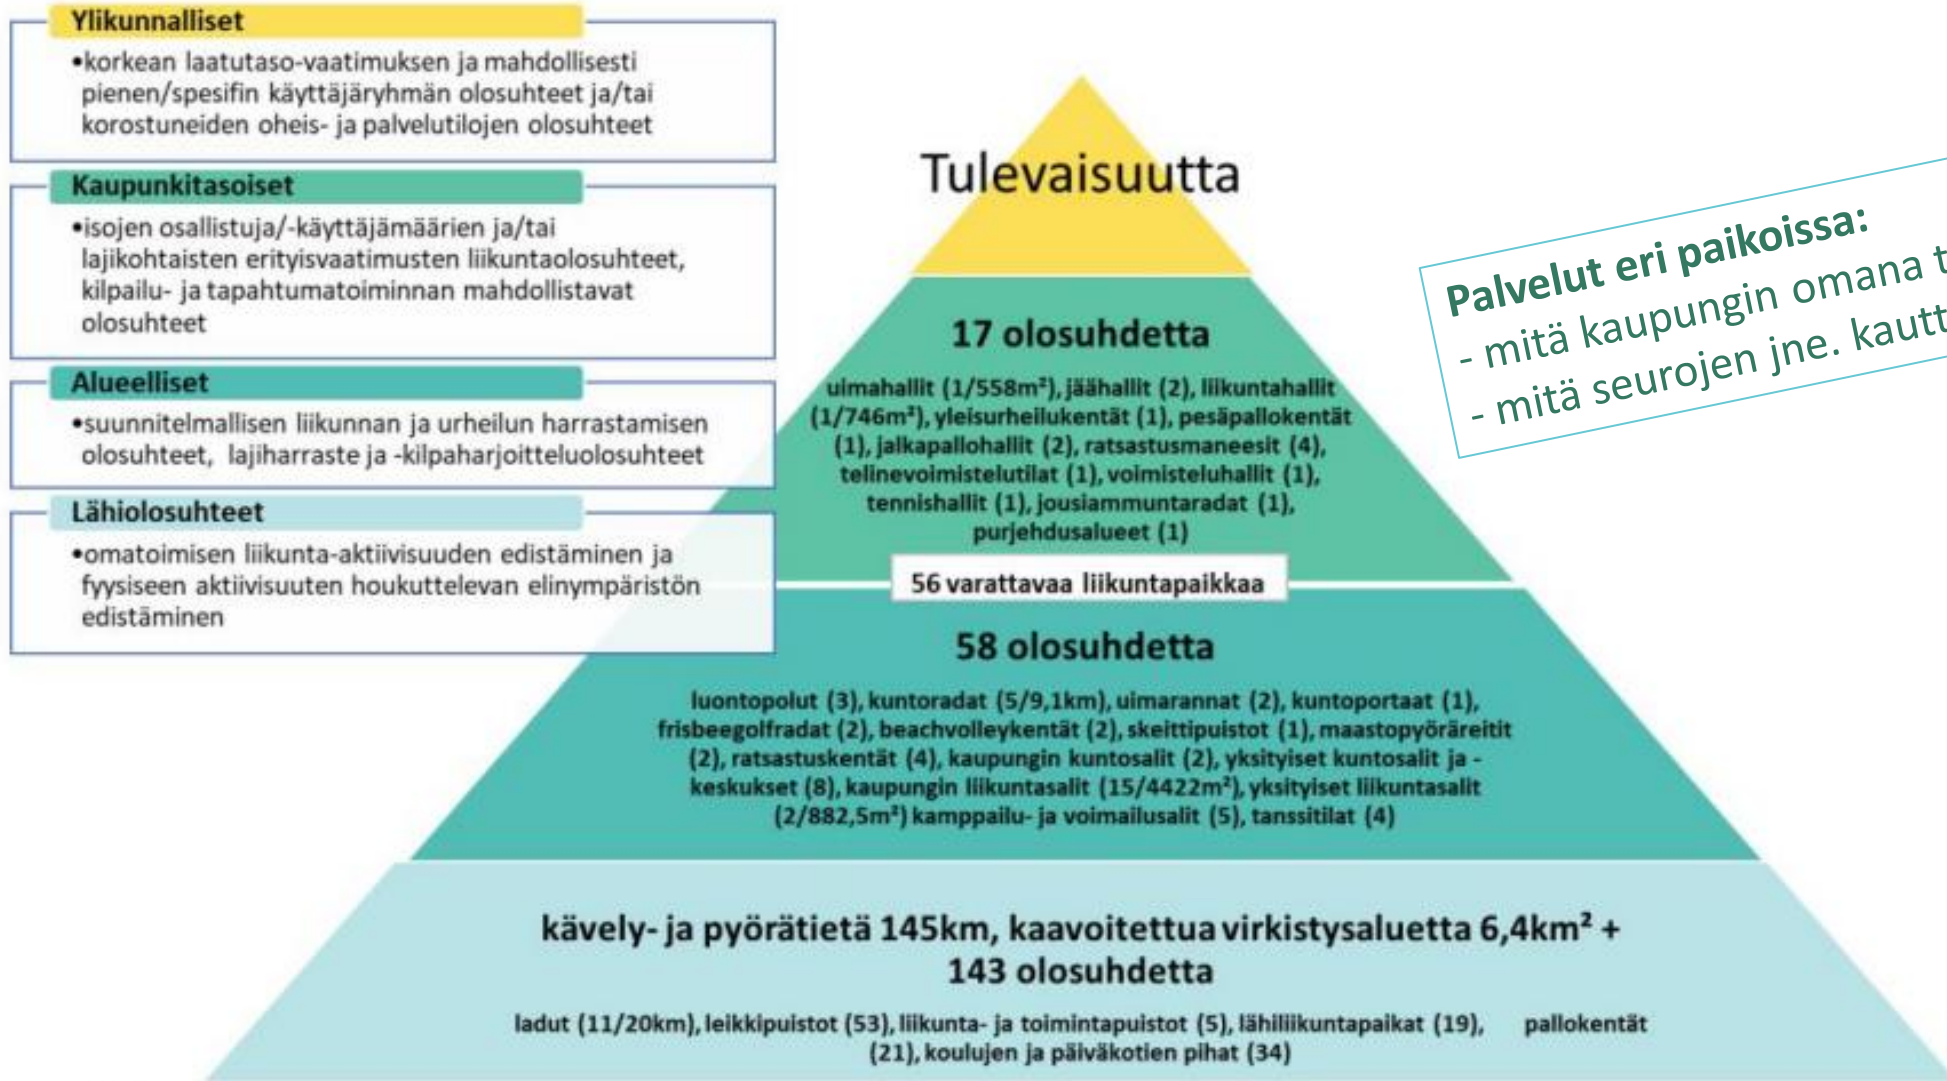 Ylikunnalliset
•korkean laatutaso-vaatimuksen ja mahdollisesti
pienen/spesifin käyttäjäryhmän olosuhteet ja/tai
korostuneiden oheis- ja palvelutilojen olosuhteet
Kaupunkitasoiset
•isojen osallistuja/-käyttäjämäärien ja/tai
lajikohtaisten erityisvaatimusten liikuntaolosuhteet,
kilpailu- ja tapahtumatoiminnan mahdollistavat
olosuhteet
Alueelliset
•suunnitelmallisen liikunnan ja urheilun harrastamisen
olosuhteet, lajiharraste ja -kilpaharjoitteluolosuhteet
Lähiolosuhteet
•omatoimisen liikunta-aktiivisuuden edistäminen ja
fyysiseen aktiivisuuten houkuttelevan elinympäristön
edistäminen
Tulevaisuutta
17 olosuhdetta
uimahallit (1/558m²), jäähallit (2), liikuntahallit
(1/746m²), yleisurheilukentät (1), pesäpallokentät
(1), jalkapallohallit (2), ratsastusmaneesit (4),
telinevoimistelutilat (1), voimisteluhallit (1),
tennishallit (1), jousiammuntaradat (1),
purjehdusalueet (1)
56 varattavaa liikuntapaikkaa
58 olosuhdetta
luontopolut (3), kuntoradat (5/9,1km), uimarannat (2), kuntoportaat (1),
frisbeegolfradat (2), beachvolleykentät (2), skeittipuistot (1), maastopyöräreitit
(2), ratsastuskentät (4), kaupungin kuntosalit (2), yksityiset kuntosalit ja -
keskukset (8), kaupungin liikuntasalit (15/4422m²), yksityiset liikuntasalit
(2/882,5m²) kamppailu- ja voimailusalit (5), tanssitilat (4)
kävely- ja pyörätietä 145km, kaavoitettua virkistysaluetta 6,4km² +
143 olosuhdetta
ladut (11/20km), leikkipuistot (53), liikunta- ja toimintapuistot (5), lähiliikuntapaikat (19), pallokentät
(21), koulujen ja päiväkotien pihat (34)
Palvelut eri paikoissa:
- mitä kaupungin omana t
- mitä seurojen jne. kautt